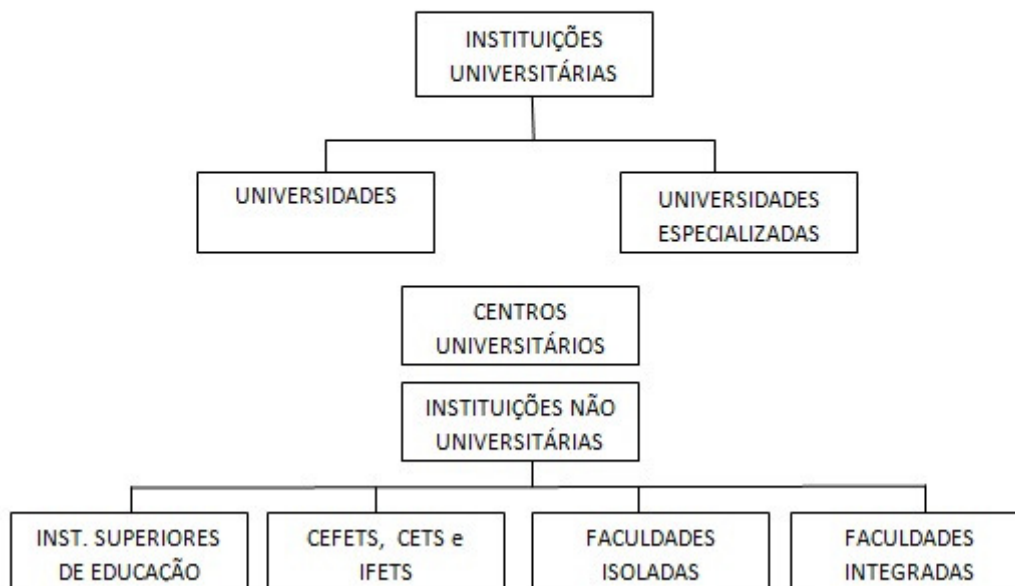 INSTITUIÇÕES
UNIVERSITÁRIAS
UNIVERSIDADES
UNIVERSIDADES
ESPECIALIZADAS
CENTROS
UNIVERSITÁRIOS
INSTITUIÇÕES NÃO
UNIVERSITÁRIAS
INST. SUPERIORES
DE EDUCAÇÃO
CEFETS, CETS e
IFETS
FACULDADES
ISOLADAS
FACULDADES
INTEGRADAS